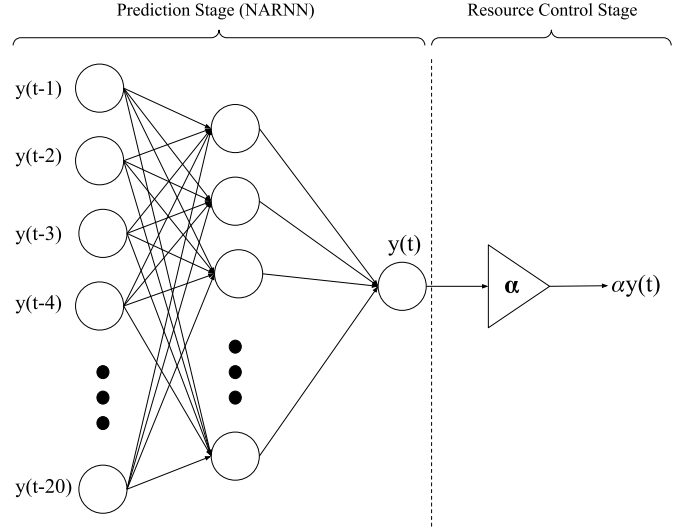 Prediction Stage (NARNN)
Resource Control Stage
y(t-1)
y(t-2)
y(t-3)
y(t-4)
y(t-20)
y(t)
α
αy(t)